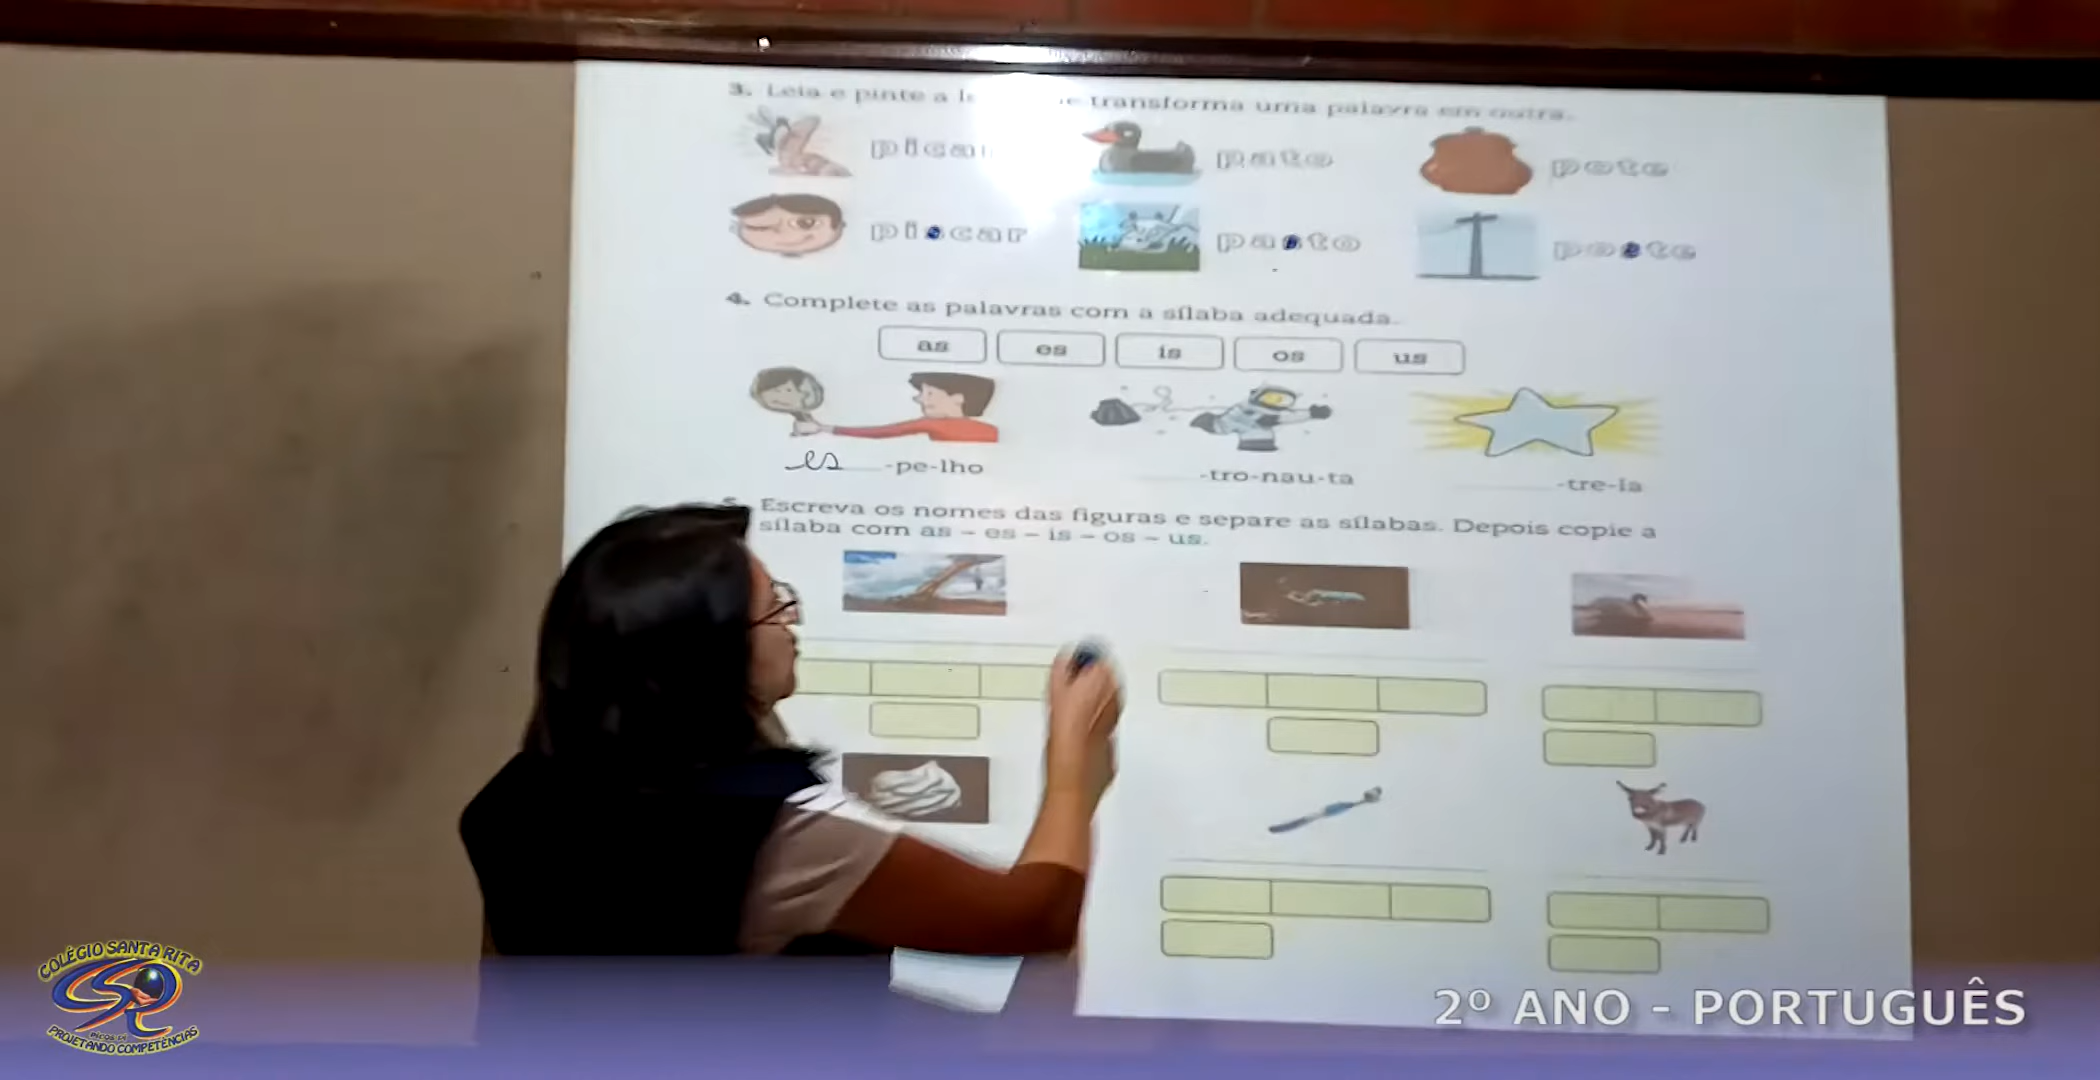 3. Leia e pinte a le transforma uma palavra em outra.
pica
pato
pote
piscar
pasto
poste
4. Complete as palavras com a sílaba adequada.
as es is os us
es -pe-lho
-tro-nau-ta
-tre-la
5. Escreva os nomes das figuras e separe as sílabas. Depois copie a
sílaba com as – es – is – os – us.
COLÉGIO SANTA RITA
PROJETANDO COMPETÊNCIAS
2º ANO - PORTUGUÊS